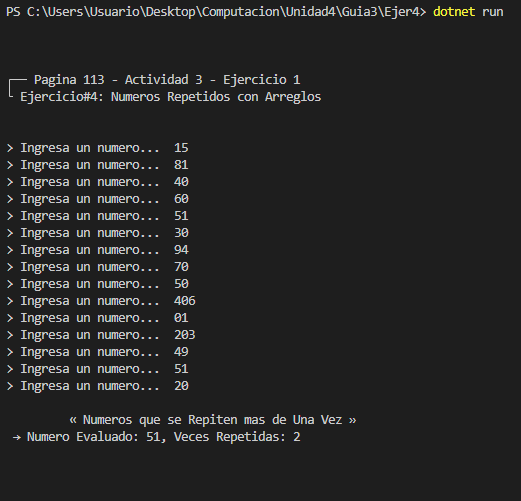 PS C:\Users\Usuario\Desktop\Computacion\Unidad4\Guia3\Ejer4> dotnet run
┌── Pagina 113 - Actividad 3 - Ejercicio 1
└ Ejercicio#4: Numeros Repetidos con Arreglos
> Ingresa un numero... 15
> Ingresa un numero... 81
> Ingresa un numero... 40
> Ingresa un numero... 60
> Ingresa un numero... 51
> Ingresa un numero... 30
> Ingresa un numero... 94
> Ingresa un numero... 70
> Ingresa un numero... 50
> Ingresa un numero... 406
> Ingresa un numero... 01
> Ingresa un numero... 203
> Ingresa un numero... 49
> Ingresa un numero... 51
> Ingresa un numero... 20
« Numeros que se Repiten mas de Una Vez »
→ Numero Evaluado: 51, Veces Repetidas: 2